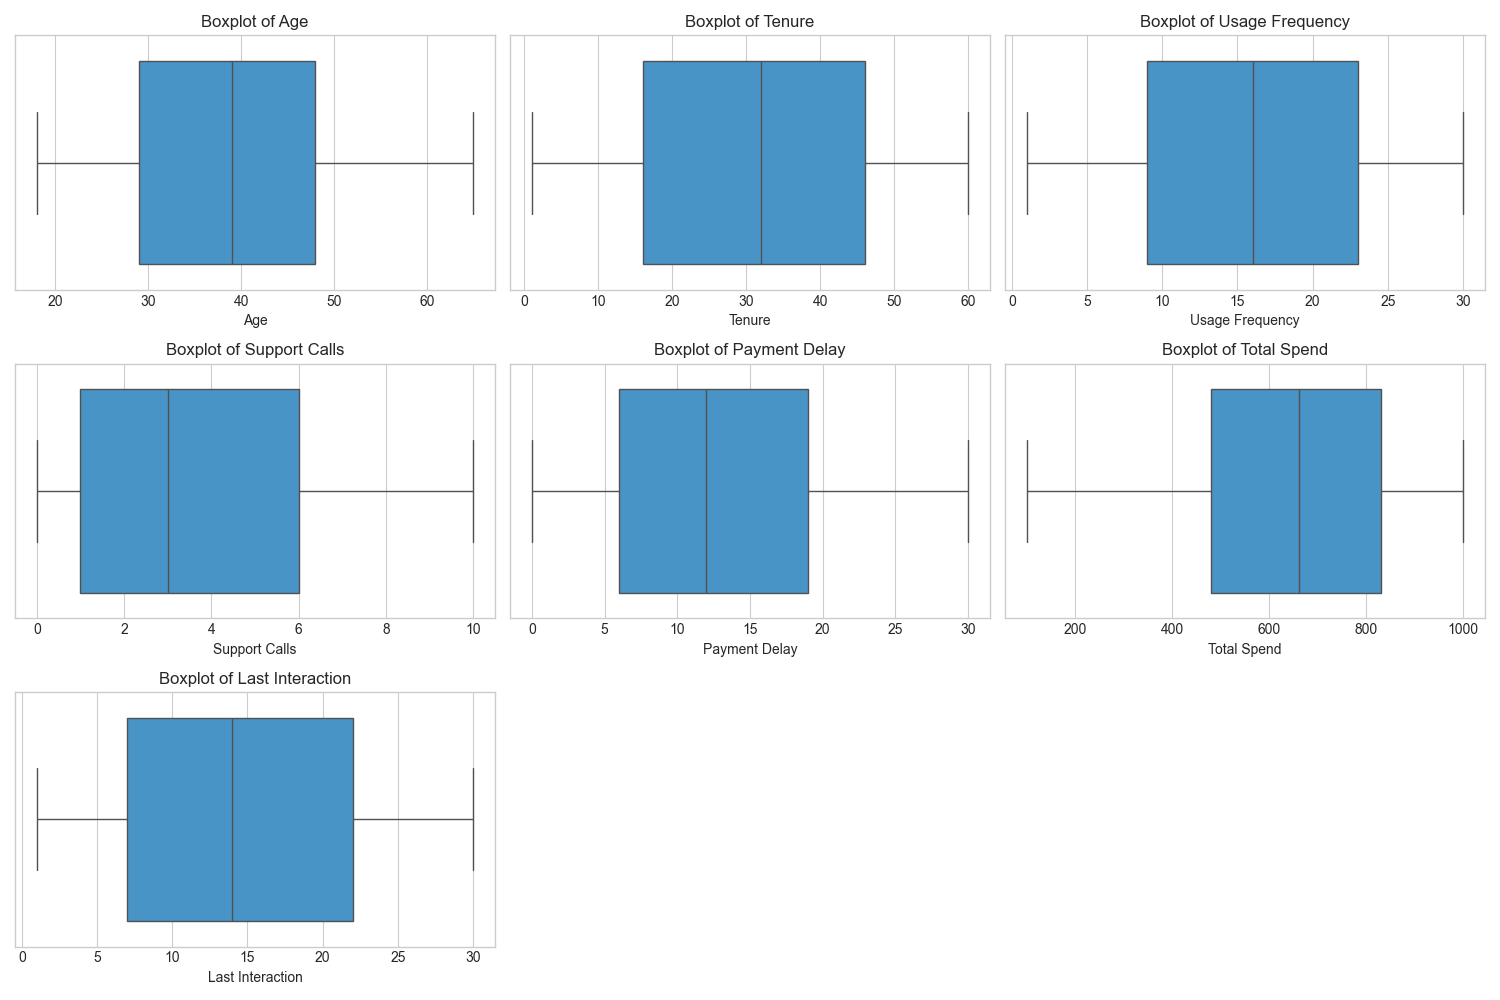 Boxplot of Age
20 30 40 50 60
Age
Boxplot of Tenure
0 10 20 30 40 50 60
Tenure
Boxplot of Usage Frequency
0 5 10 15 20 25 30
Usage Frequency
Boxplot of Support Calls
0 2 4 6 8 10
Support Calls
Boxplot of Payment Delay
0 5 10 15 20 25 30
Payment Delay
Boxplot of Total Spend
200 400 600 800 1000
Total Spend
Boxplot of Last Interaction
0 5 10 15 20 25 30
Last Interaction